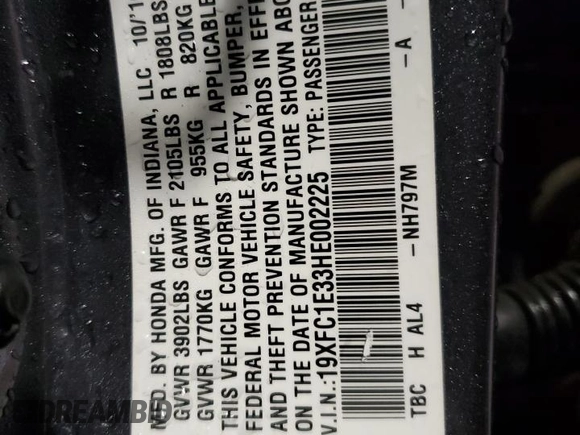 MFD. BY HONDA MFG. OF INDIANA, LLC 10/'1
GVWR 3902LBS GAWR F 2105LBS R 1808LBS
GVWR 1770KG GAWR F 955KG R 820KG
THIS VEHICLE CONFORMS TO ALL APPLICABLE
FEDERAL MOTOR VEHICLE SAFETY, BUMPER,
AND THEFT PREVENTION STANDARDS IN EFFE
ON THE DATE OF MANUFACTURE SHOWN ABO
V.I.N.:19XFC1E33HE002225 TYPE: PASSENGER
TBC H AL4 - NH797M - A -
DREAMBID